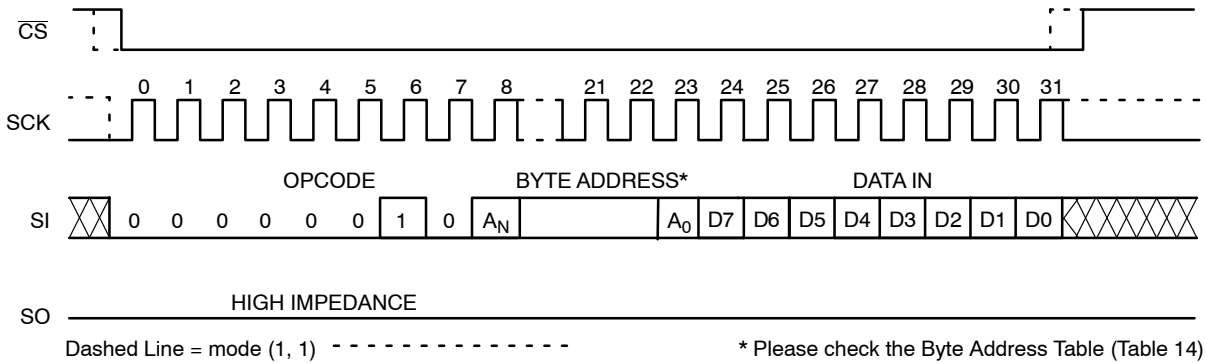 CS
0 1 2 3 4 5 6 7 8 21 22 23 24 25 26 27 28 29 30 31
SCK
OPCODE BYTE ADDRESS* DATA IN
SI 0 0 0 0 0 0 1 0 AN A0 D7 D6 D5 D4 D3 D2 D1 D0
HIGH IMPEDANCE
SO
Dashed Line = mode (1, 1) * Please check the Byte Address Table (Table 14)